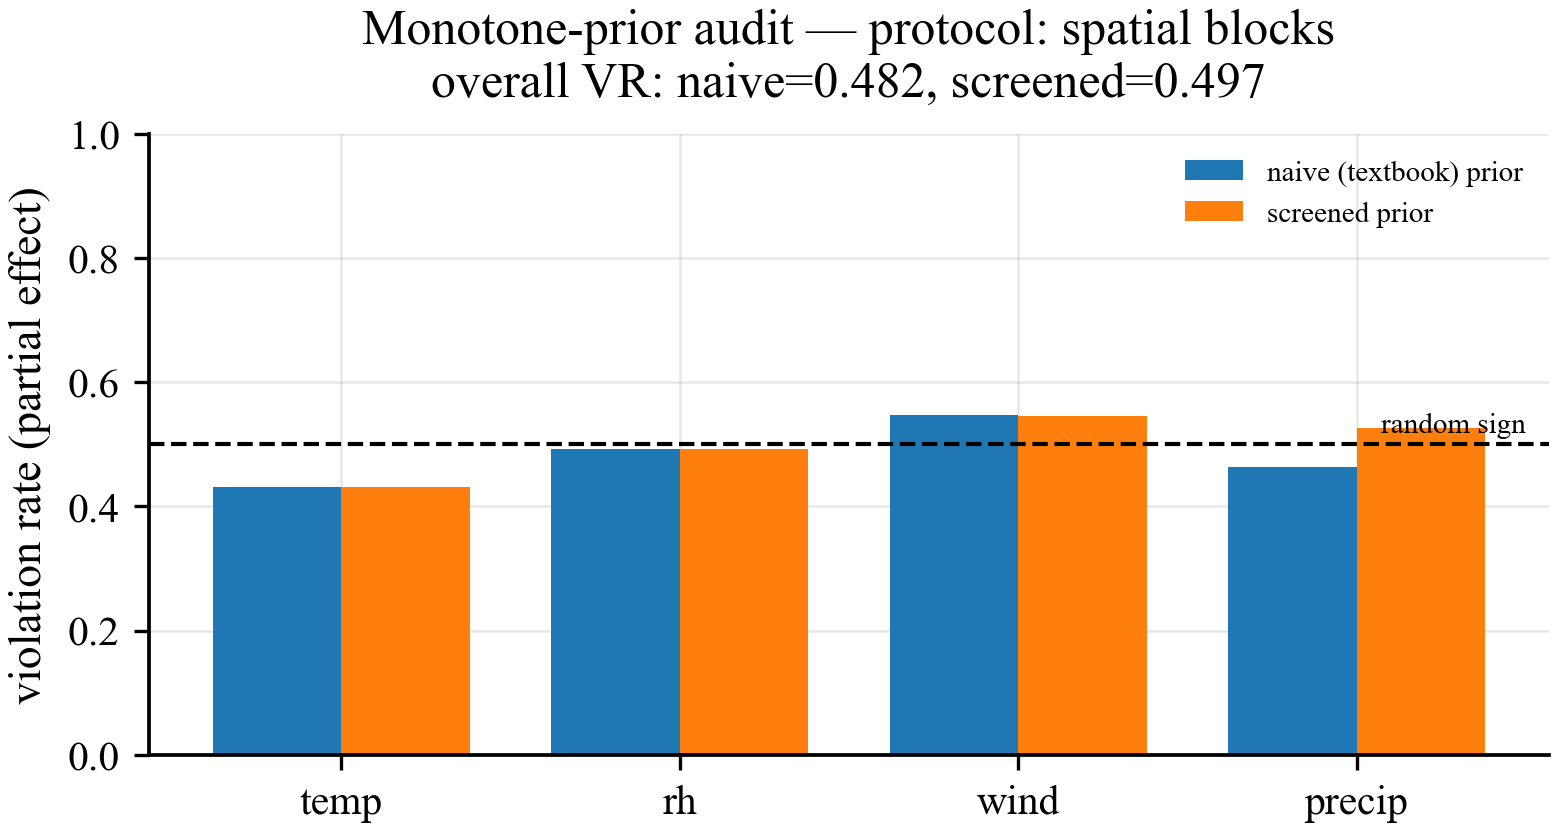 Monotone-prior audit — protocol: spatial blocks
overall VR: naive=0.482, screened=0.497
violation rate (partial effect)
1.0
0.8
0.6
0.4
0.2
0.0
naive (textbook) prior
screened prior
random sign
temp
rh
wind
precip